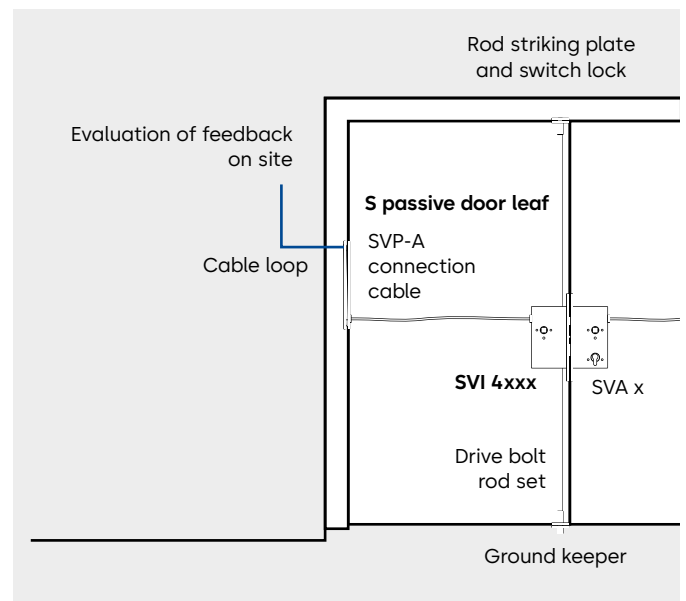 Rod striking plate
and switch lock
Evaluation of feedback
on site
S passive door leaf
SVP-A
connection
cable
Cable loop
SVI 4xxx
SVA x
Drive bolt
rod set
Ground keeper